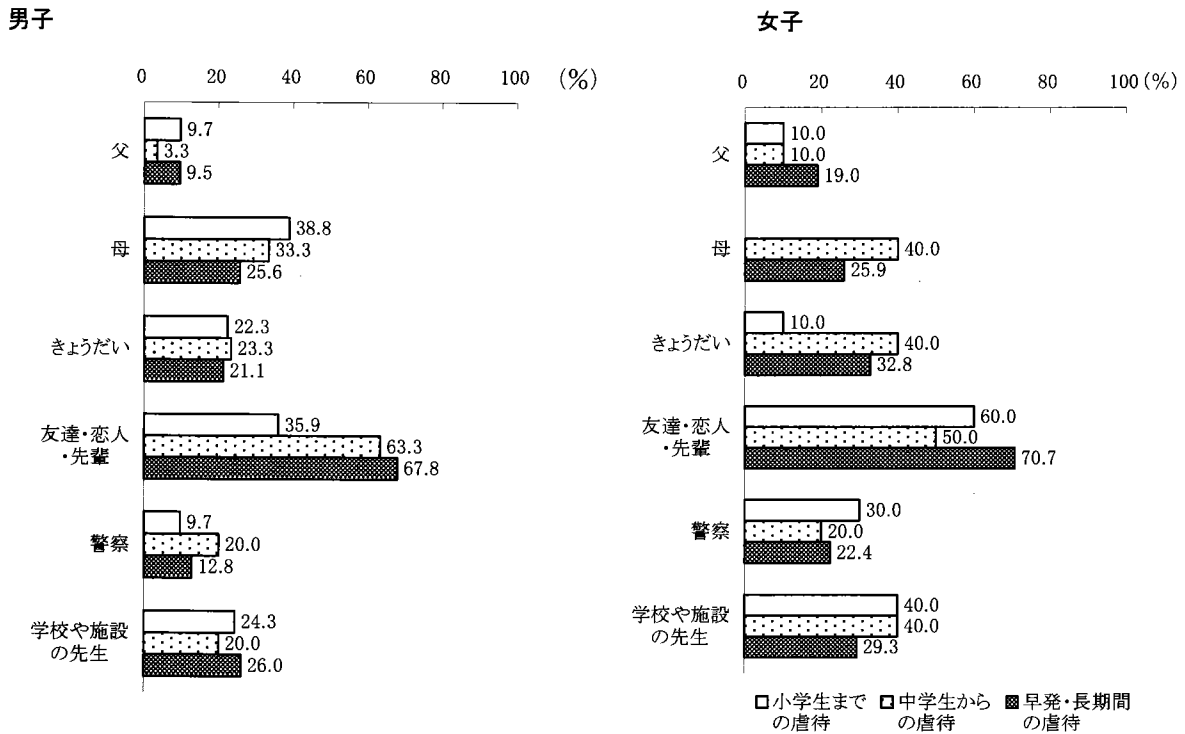 男子
0 20 40 60 80 100 (%)
父
9.7
3.3
9.5
母
38.8
33.3
25.6
きょうだい
22.3
23.3
21.1
友達・恋人
・先輩
35.9
63.3
67.8
警察
9.7
20.0
12.8
学校や施設
の先生
24.3
20.0
26.0
女子
0 20 40 60 80 100 (%)
父
10.0
10.0
19.0
母
40.0
25.9
きょうだい
10.0
40.0
32.8
友達・恋人
・先輩
60.0
50.0
70.7
警察
30.0
20.0
22.4
学校や施設
の先生
40.0
40.0
29.3
小学生まで
の虐待
中学生から
の虐待
早発・長期間
の虐待